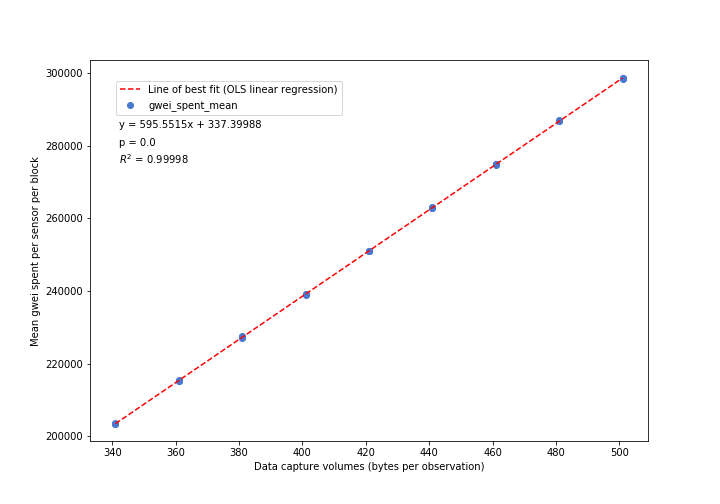 300000
280000
260000
240000
220000
200000
Mean gwei spent per sensor per block
Line of best fit (OLS linear regression)
gwei_spent_mean
y = 595.5515x + 337.39988
p = 0.0
R² = 0.99998
340 360 380 400 420 440 460 480 500
Data capture volumes (bytes per observation)